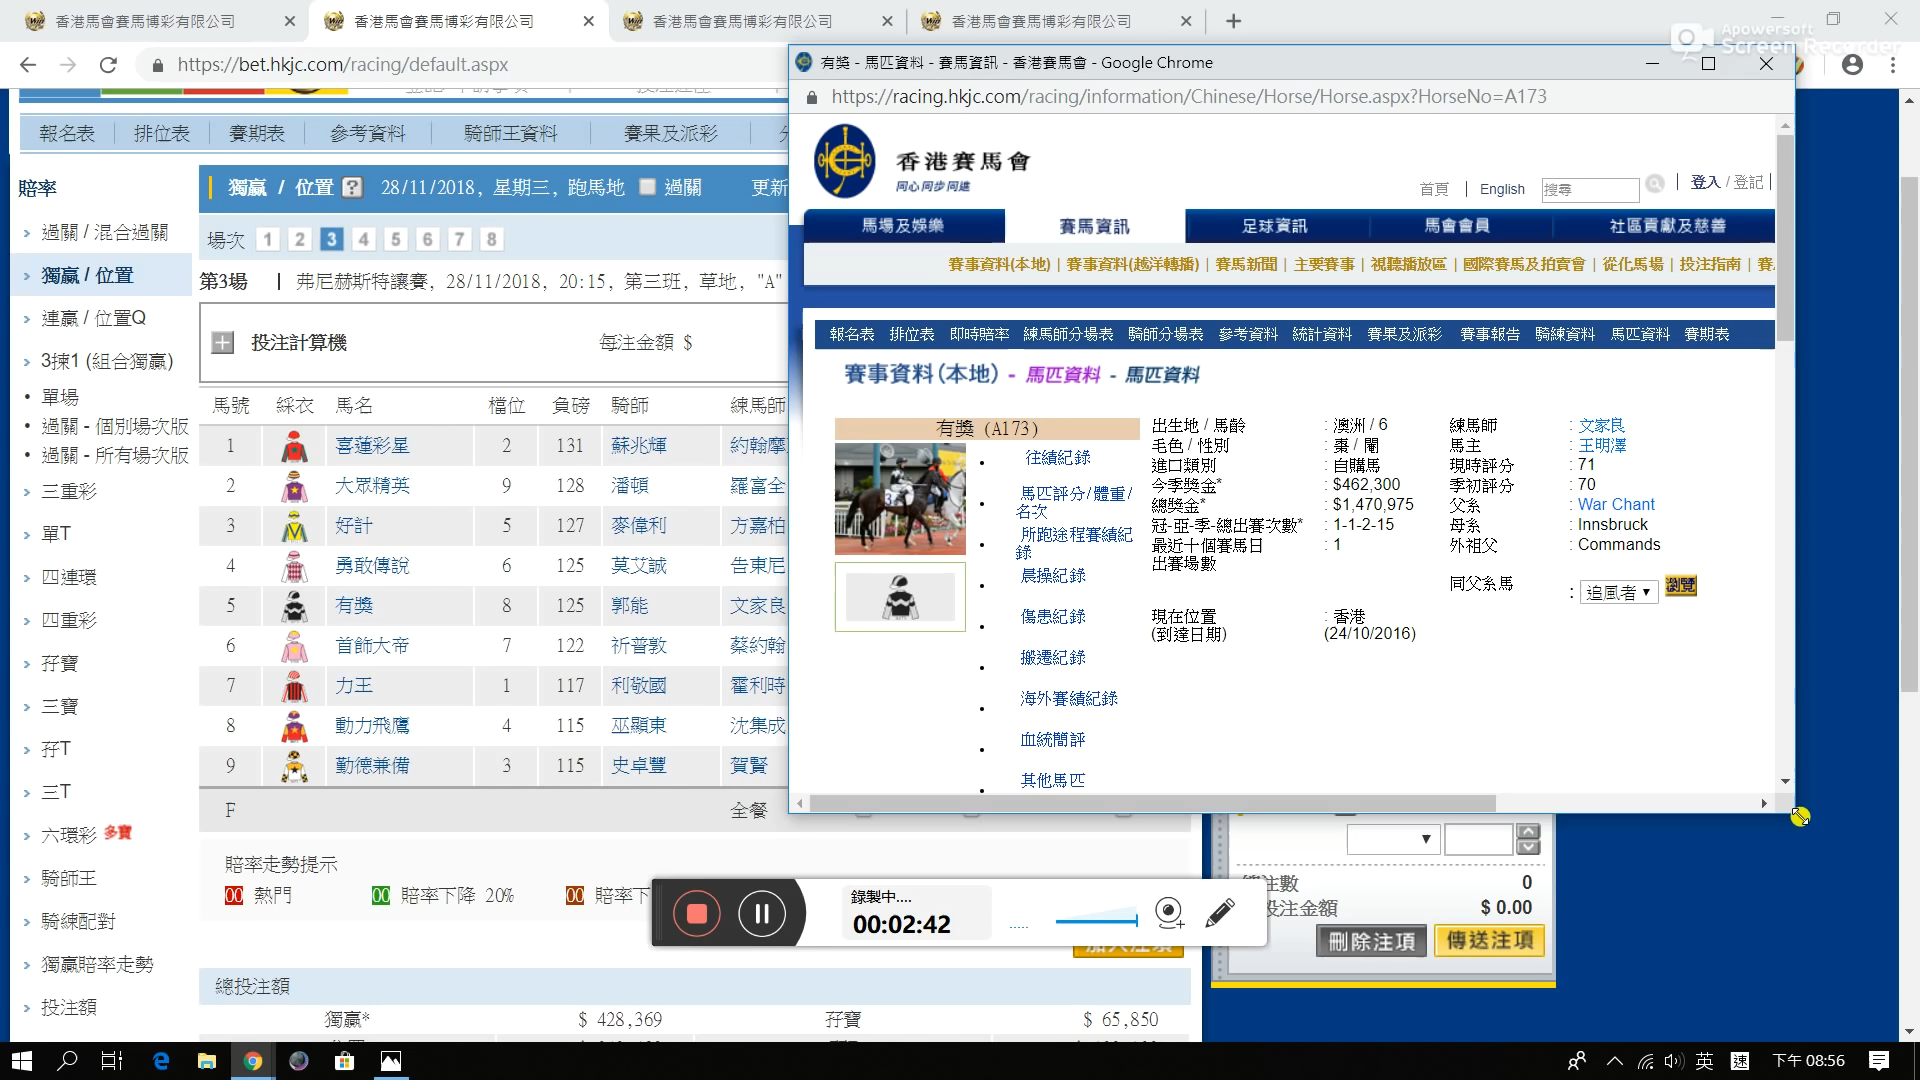 香港馬會賽馬博彩有限公司
香港馬會賽馬博彩有限公司
香港馬會賽馬博彩有限公司
香港馬會賽馬博彩有限公司
Apowersoft
Screen Recorder
https://bet.hkjc.com/racing/default.aspx
報名表
排位表
賽期表
參考資料
騎師王資料
賽果及派彩
賠率
過關 / 混合過關
獨贏 / 位置
連贏 / 位置Q
3揀1 (組合獨贏)
單場
過關 - 個別場次版
過關 - 所有場次版
三重彩
單T
四連環
四重彩
孖寶
三寶
孖T
三T
六環彩 多寶
騎師王
騎練配對
獨贏賠率走勢
投注額
獨贏 / 位置 ? 28/11/2018, 星期三, 跑馬地 過關 更新
場次 1 2 3 4 5 6 7 8
第3場 | 弗尼赫斯特讓賽, 28/11/2018, 20:15, 第三班, 草地, "A"
投注計算機 每注金額 $
馬號 綵衣 馬名 檔位 負磅 騎師 練馬師
1 喜蓮彩星 2 131 蘇兆輝 約翰摩
2 大眾精英 9 128 潘頓 羅富全
3 好計 5 127 麥偉利 方嘉柏
4 勇敢傳說 6 125 莫艾誠 告東尼
5 有獎 8 125 郭能 文家良
6 首飾大帝 7 122 祈普敦 蔡約翰
7 力王 1 117 利敬國 霍利時
8 動力飛鷹 4 115 巫顯東 沈集成
9 勤德兼備 3 115 史卓豐 賀賢
F 全餐
賠率走勢提示
00 熱門 00 賠率下降 20% 00 賠率下
總投注額
獨贏* $ 428,369 孖寶 $ 65,850
有獎 - 馬匹資料 - 賽馬資訊 - 香港賽馬會 - Google Chrome
https://racing.hkjc.com/racing/information/Chinese/Horse/Horse.aspx?HorseNo=A173
香港賽馬會
同心同步同進
首頁 | English 搜尋 | 登入 / 登記 |
馬場及娛樂 賽馬資訊 足球資訊 馬會會員 社區貢獻及慈善
賽事資料(本地) | 賽事資料(越洋轉播) | 賽馬新聞 | 主要賽事 | 視聽播放區 | 國際賽馬及拍賣會 | 從化馬場 | 投注指南 | 賽
報名表 排位表 即時賠率 練馬師分場表 騎師分場表 參考資料 統計資料 賽果及派彩 賽事報告 騎練資料 馬匹資料 賽期表
賽事資料(本地) - 馬匹資料 - 馬匹資料
有獎 (A173)
往績紀錄
馬匹評分/體重/
名次
所跑途程賽績紀
錄
晨操紀錄
傷患紀錄
搬遷紀錄
海外賽績紀錄
血統簡評
其他馬匹
出生地 / 馬齡 : 澳洲 / 6
毛色 / 性別 : 棗 / 閹
進口類別 : 自購馬
今季獎金* : $462,300
總獎金* : $1,470,975
冠-亞-季-總出賽次數* : 1-1-2-15
最近十個賽馬日 : 1
出賽場數
現在位置 : 香港
(到達日期) (24/10/2016)
練馬師 : 文家良
馬主 : 王明澤
現時評分 : 71
季初評分 : 70
父系 : War Chant
母系 : Innsbruck
外祖父 : Commands
同父系馬 : 追風者 瀏覽
錄製中....
00:02:42
注數 0
投注金額 $ 0.00
刪除注項 傳送注項
加入注項
英 速 下午 08:56